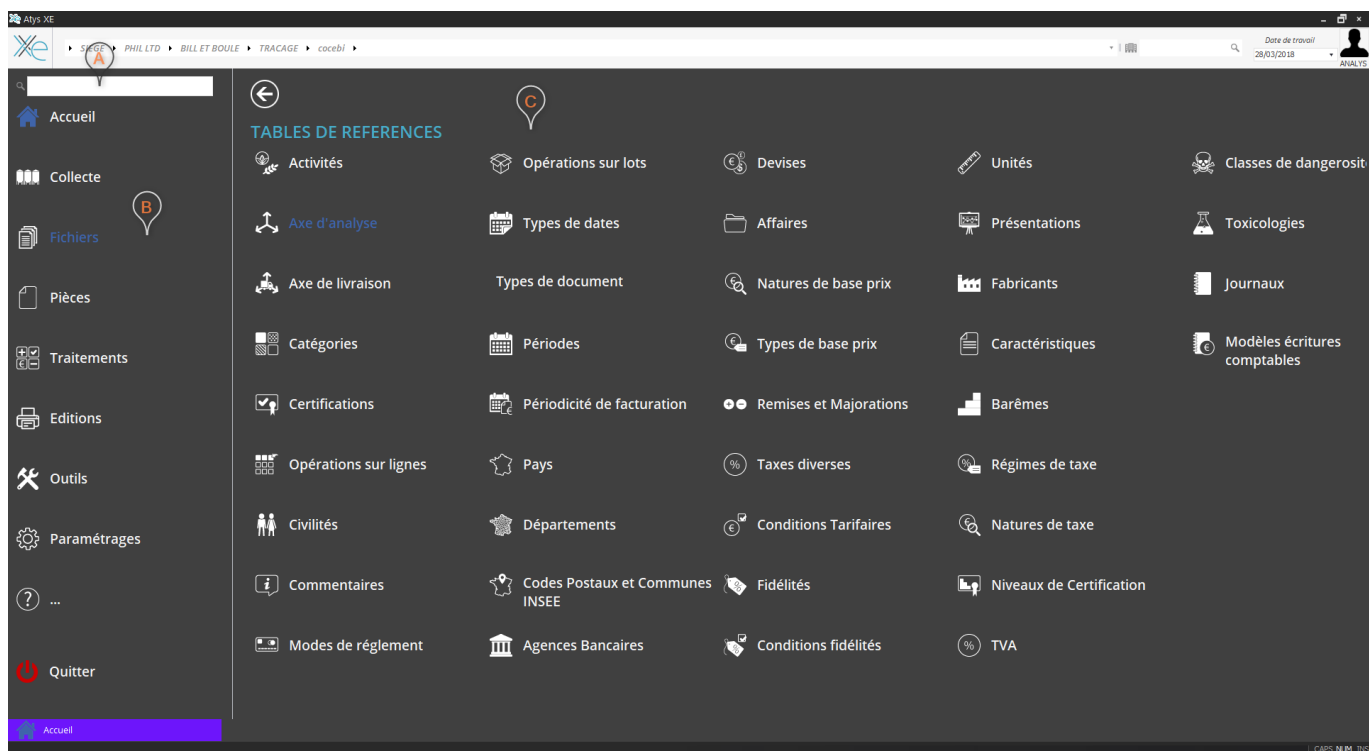 Atys XE
SIEGE PHIL LTD BILL ET BOULE TRACAGE cocebi
Date de travail
28/03/2018
ANALYS
A
B
C
Accueil
Collecte
Fichiers
Pièces
Traitements
Editions
Outils
Paramétrages
...
Quitter
Accueil
TABLES DE REFERENCES
Activités
Axe d'analyse
Axe de livraison
Catégories
Certifications
Opérations sur lignes
Civilités
Commentaires
Modes de réglement
Opérations sur lots
Types de dates
Types de document
Périodes
Périodicité de facturation
Pays
Départements
Codes Postaux et Communes
INSEE
Agences Bancaires
Devises
Affaires
Natures de base prix
Types de base prix
Remises et Majorations
Taxes diverses
Conditions Tarifaires
Fidélités
Conditions fidélités
Unités
Présentations
Fabricants
Caractéristiques
Barêmes
Régimes de taxe
Natures de taxe
Niveaux de Certification
TVA
Classes de dangerosit
Toxicologies
Journaux
Modèles écritures
comptables
CAPS NUM INS